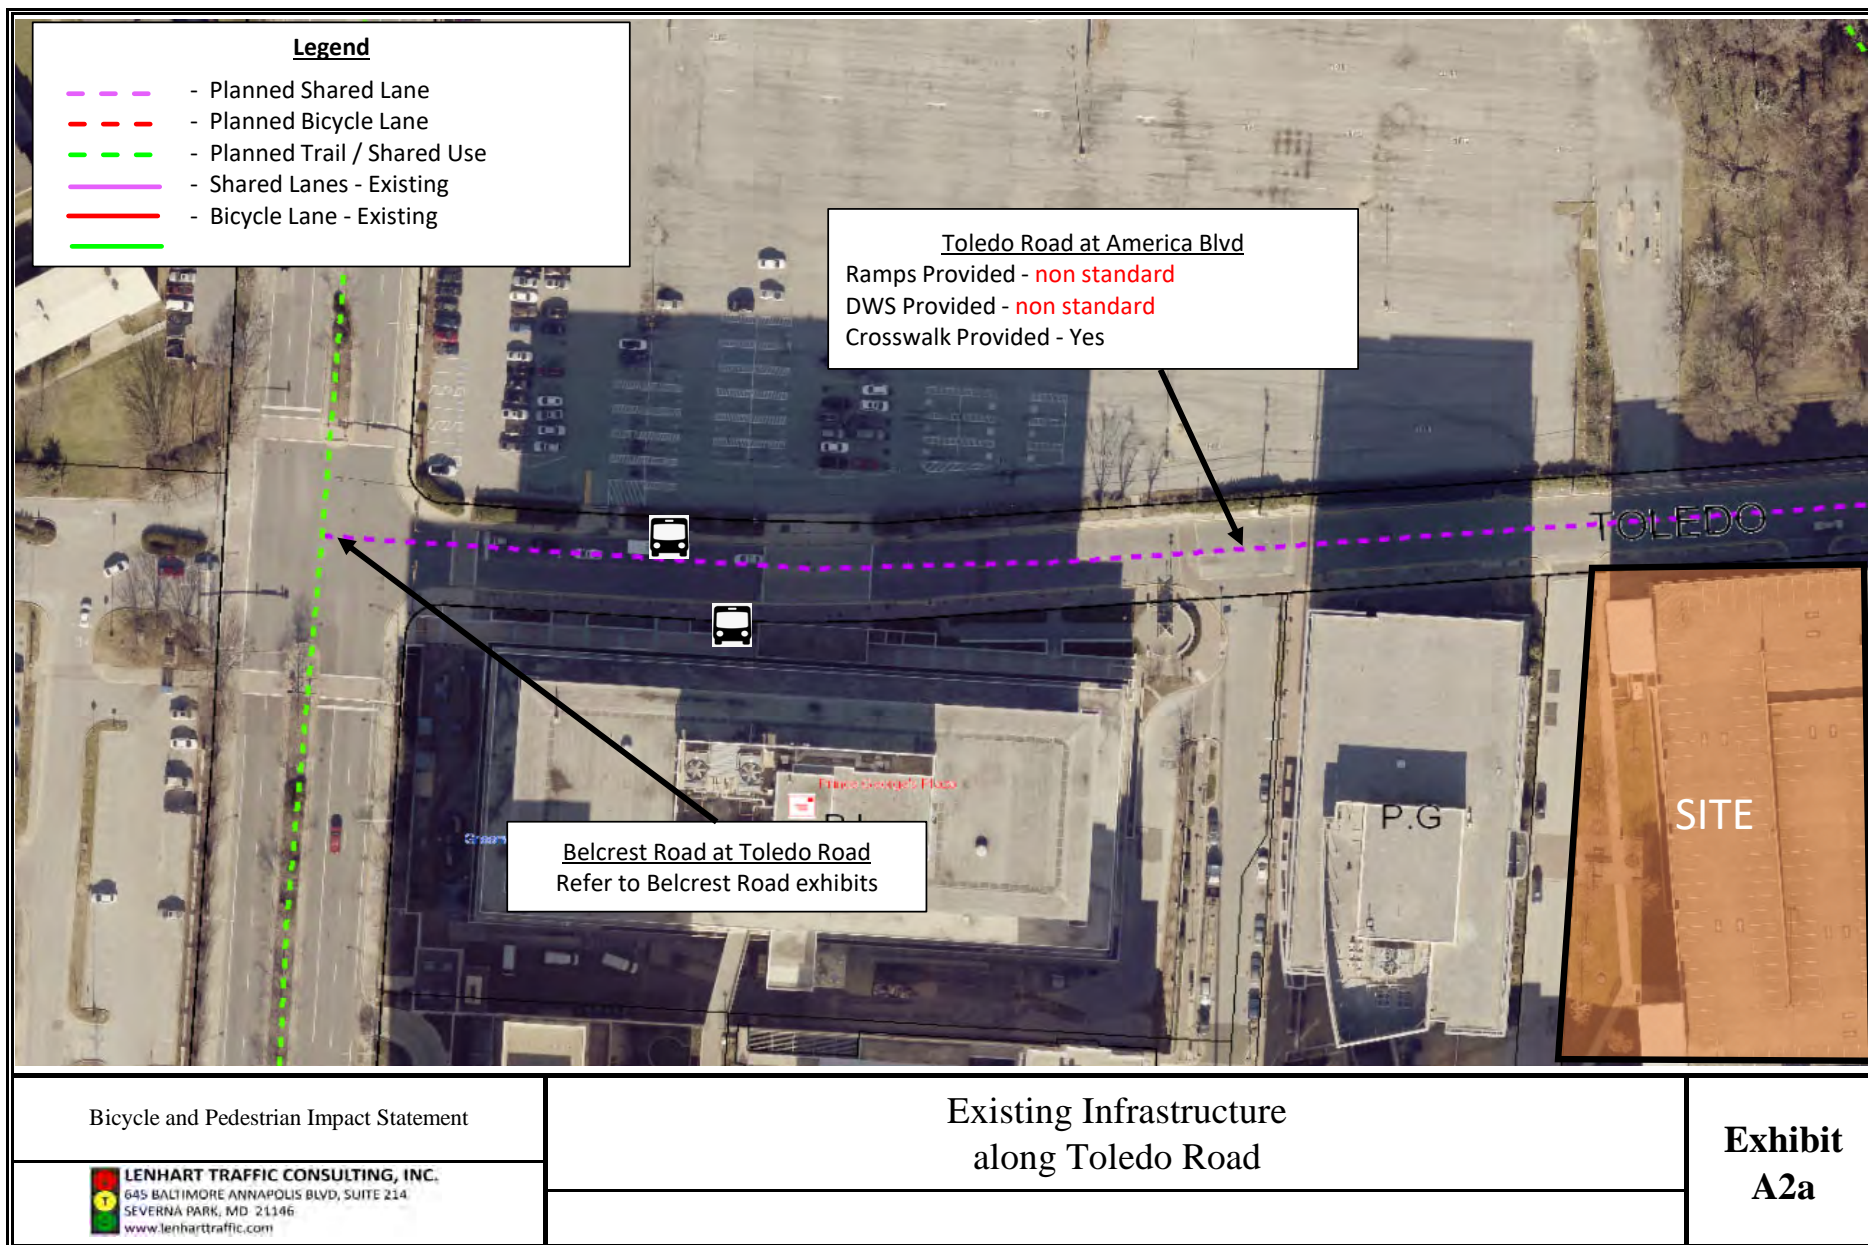 Legend
- Planned Shared Lane
- Planned Bicycle Lane
- Planned Trail / Shared Use
- Shared Lanes - Existing
- Bicycle Lane - Existing
Toledo Road at America Blvd
Ramps Provided - non standard
DWS Provided - non standard
Crosswalk Provided - Yes
TOLEDO
Prince George's Plaza
P.G
SITE
Belcrest Road at Toledo Road
Refer to Belcrest Road exhibits
Bicycle and Pedestrian Impact Statement
LENHART TRAFFIC CONSULTING, INC.
645 BALTIMORE ANNAPOLIS BLVD, SUITE 214
SEVERNA PARK, MD 21146
www.lenharttraffic.com
Existing Infrastructure
along Toledo Road
Exhibit
A2a